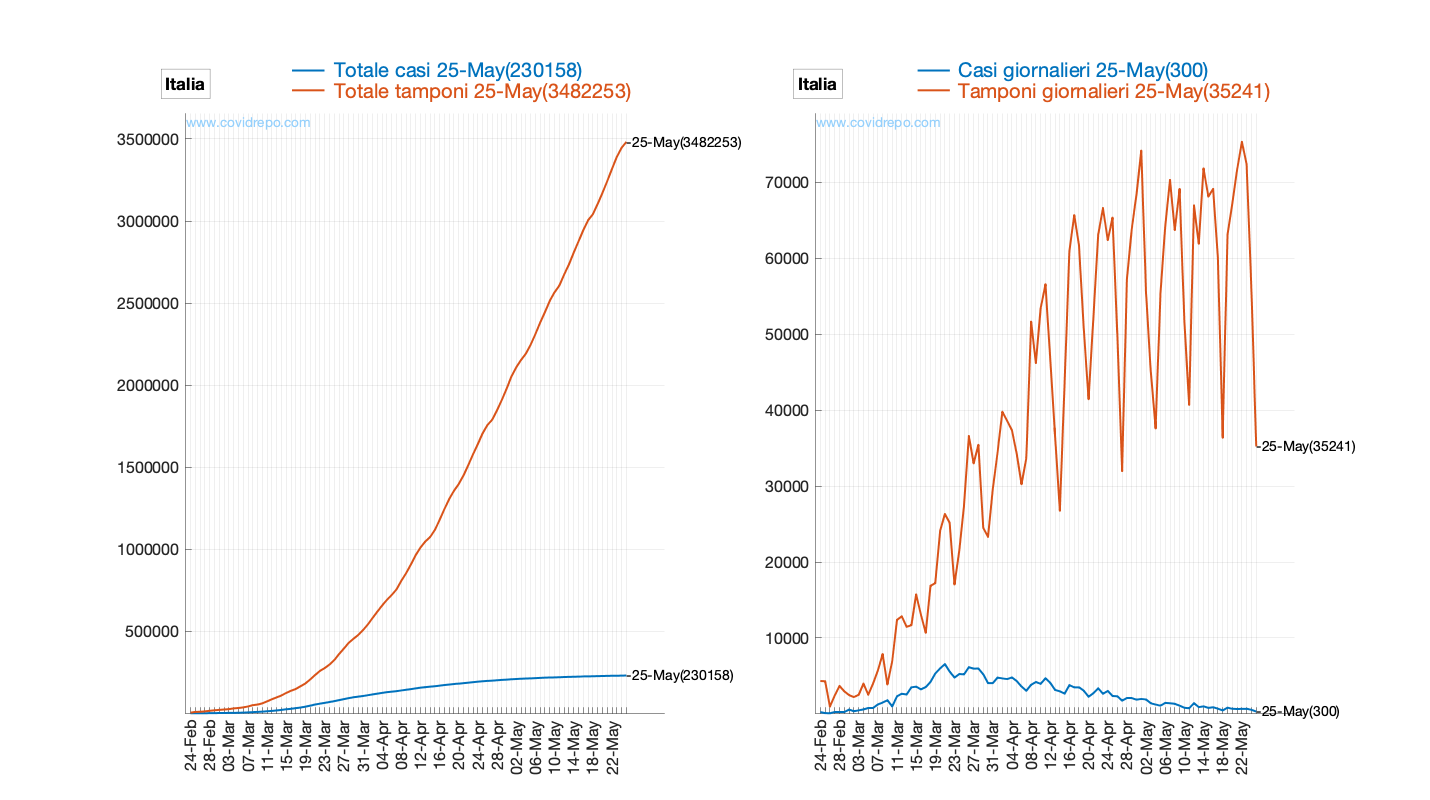 Italia
Totale casi 25-May(230158)
Totale tamponi 25-May(3482253)
www.covidrepo.com
3500000
3000000
2500000
2000000
1500000
1000000
500000
25-May(3482253)
25-May(230158)
24-Feb
28-Feb
03-Mar
07-Mar
11-Mar
15-Mar
19-Mar
23-Mar
27-Mar
31-Mar
04-Apr
08-Apr
12-Apr
16-Apr
20-Apr
24-Apr
28-Apr
02-May
06-May
10-May
14-May
18-May
22-May
Italia
Casi giornalieri 25-May(300)
Tamponi giornalieri 25-May(35241)
www.covidrepo.com
70000
60000
50000
40000
30000
20000
10000
25-May(35241)
25-May(300)
24-Feb
28-Feb
03-Mar
07-Mar
11-Mar
15-Mar
19-Mar
23-Mar
27-Mar
31-Mar
04-Apr
08-Apr
12-Apr
16-Apr
20-Apr
24-Apr
28-Apr
02-May
06-May
10-May
14-May
18-May
22-May